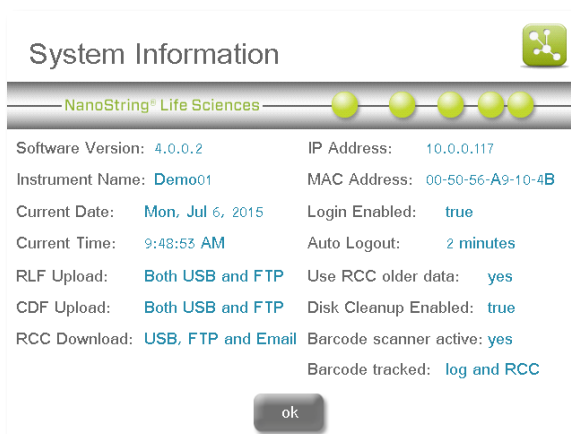 System Information
NanoString® Life Sciences
Software Version: 4.0.0.2
Instrument Name: Demo01
Current Date: Mon, Jul 6, 2015
Current Time: 9:48:53 AM
RLF Upload: Both USB and FTP
CDF Upload: Both USB and FTP
RCC Download: USB, FTP and Email
IP Address: 10.0.0.117
MAC Address: 00-50-56-A9-10-4B
Login Enabled: true
Auto Logout: 2 minutes
Use RCC older data: yes
Disk Cleanup Enabled: true
Barcode scanner active: yes
Barcode tracked: log and RCC
ok